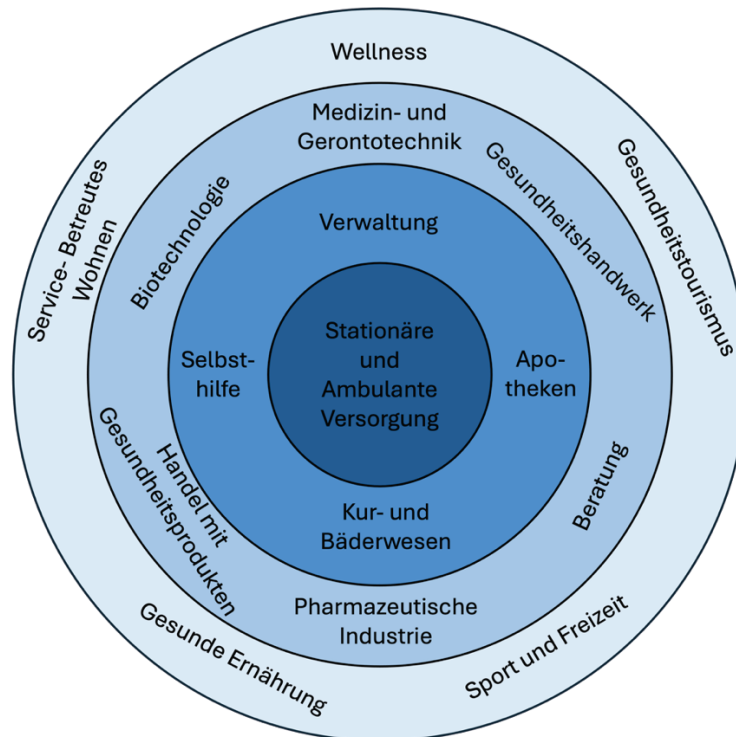 Wellness
Medizin- und
Gerontotechnik
Gesundheitshandwerk
Gesundheitstourismus
Service- Betreutes
Wohnen
Biotechnologie
Verwaltung
Stationäre
und
Ambulante
Versorgung
Selbst-
hilfe
Apo-
theken
Handel mit
Gesundheitsprodukten
Beratung
Kur- und
Bäderwesen
Pharmazeutische
Industrie
Gesunde Ernährung
Sport und Freizeit